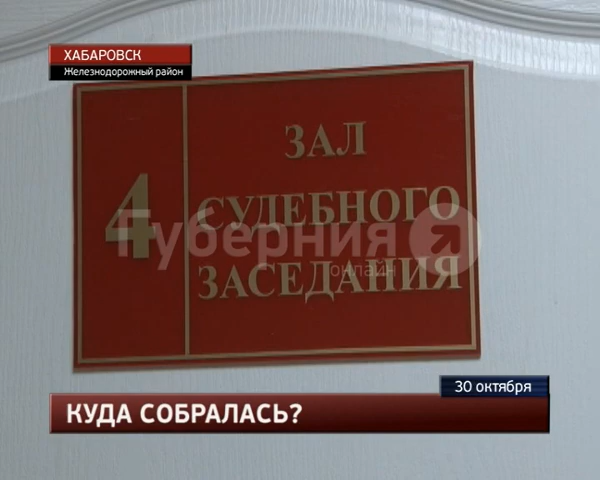 ХАБАРОВСК
Железнодорожный район
4
ЗАЛ
СУДЕБНОГО
ЗАСЕДАНИЯ
Губерния Я
онлайн
30 октября
КУДА СОБРАЛАСЬ?